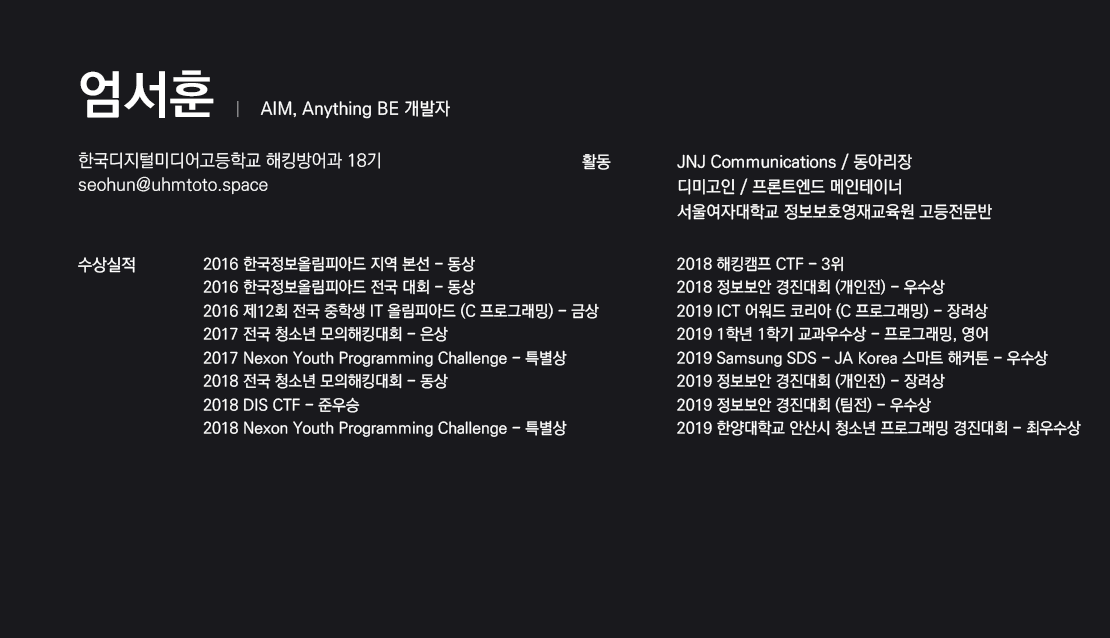 엄서훈 | AIM, Anything BE 개발자
한국디지털미디어고등학교 해킹방어과 18기
seohun@uhmtoto.space
활동
JNJ Communications / 동아리장
디미고인 / 프론트엔드 메인테이너
서울여자대학교 정보보호영재교육원 고등전문반
수상실적
2016 한국정보올림피아드 지역 본선 – 동상
2016 한국정보올림피아드 전국 대회 – 동상
2016 제12회 전국 중학생 IT 올림피아드 (C 프로그래밍) – 금상
2017 전국 청소년 모의해킹대회 – 은상
2017 Nexon Youth Programming Challenge – 특별상
2018 전국 청소년 모의해킹대회 – 동상
2018 DIS CTF – 준우승
2018 Nexon Youth Programming Challenge – 특별상
2018 해킹캠프 CTF – 3위
2018 정보보안 경진대회 (개인전) – 우수상
2019 ICT 어워드 코리아 (C 프로그래밍) – 장려상
2019 1학년 1학기 교과우수상 – 프로그래밍, 영어
2019 Samsung SDS – JA Korea 스마트 해커톤 – 우수상
2019 정보보안 경진대회 (개인전) – 장려상
2019 정보보안 경진대회 (팀전) – 우수상
2019 한양대학교 안산시 청소년 프로그래밍 경진대회 – 최우수상